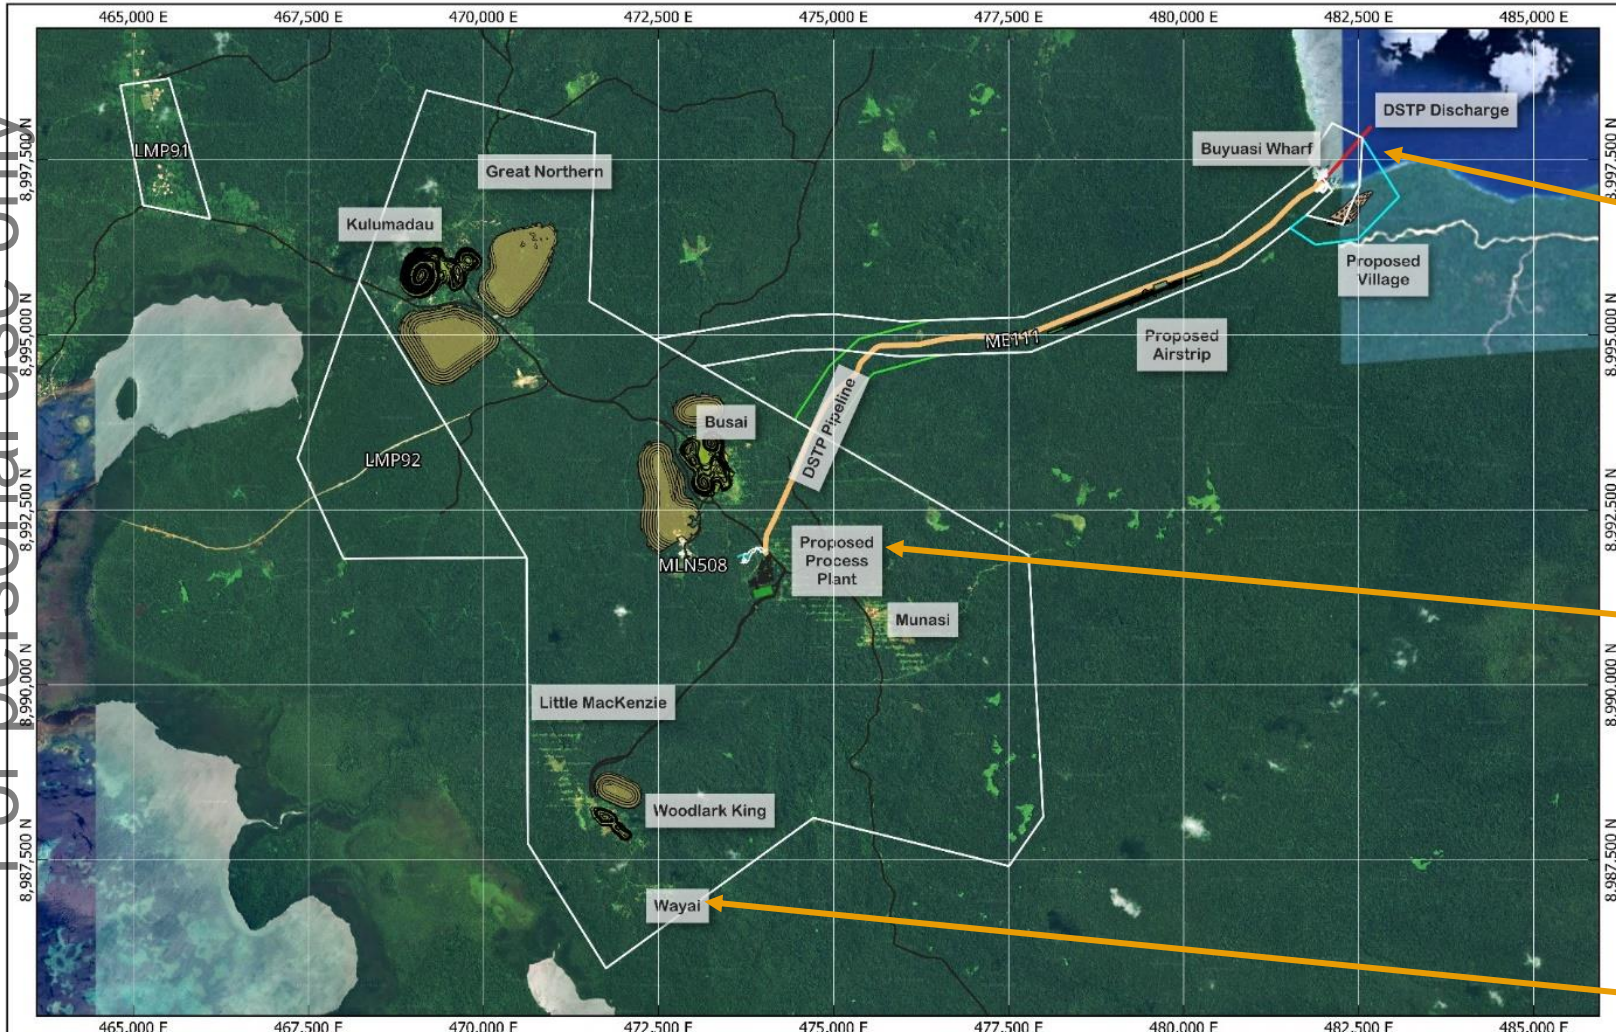 465,000 E 467,500 E 470,000 E 472,500 E 475,000 E 477,500 E 480,000 E 482,500 E 485,000 E
For personal use only
8,997,500 N
8,995,000 N
8,992,500 N
8,990,000 N
8,987,500 N
LMP91
Great Northern
Kulumadau
DSTP Discharge
Buyuasi Wharf
Proposed
Village
ME111
Proposed
Airstrip
DSTP Pipeline
Busai
LMP92
MLN508
Proposed
Process
Plant
Munasi
Little MacKenzie
Woodlark King
Wayai
8,997,500 N
8,995,000 N
8,992,500 N
8,990,000 N
8,987,500 N
465,000 E 467,500 E 470,000 E 472,500 E 475,000 E 477,500 E 480,000 E 482,500 E 485,000 E